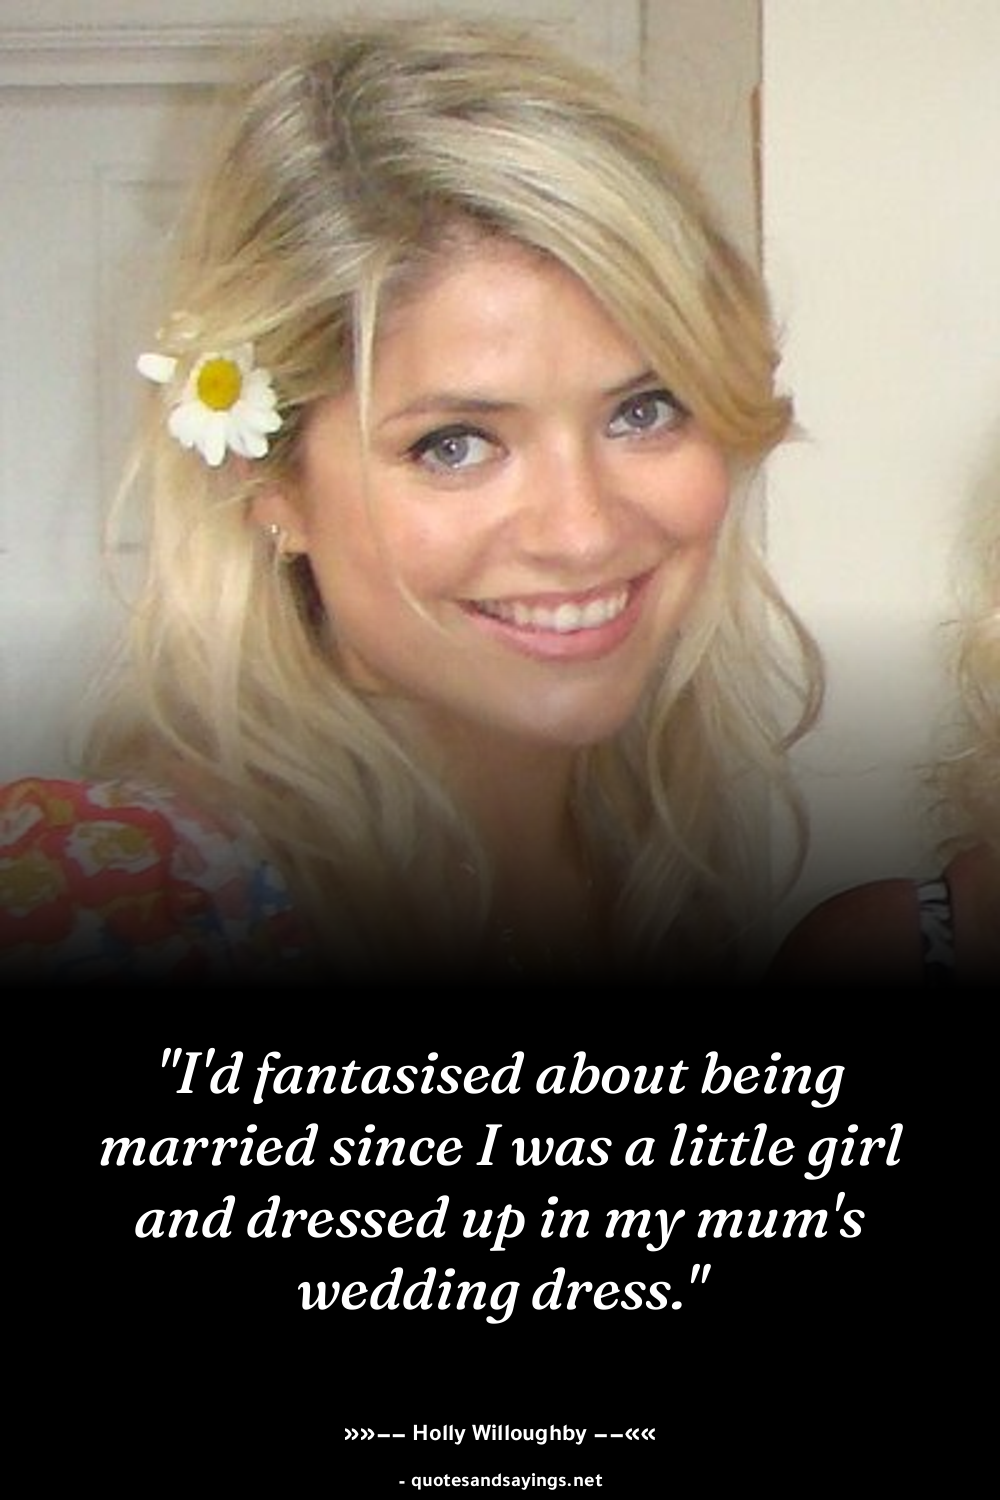 "I'd fantasised about being
married since I was a little girl
and dressed up in my mum's
wedding dress."
»»–– Holly Willoughby ––««
- quotesandsayings.net